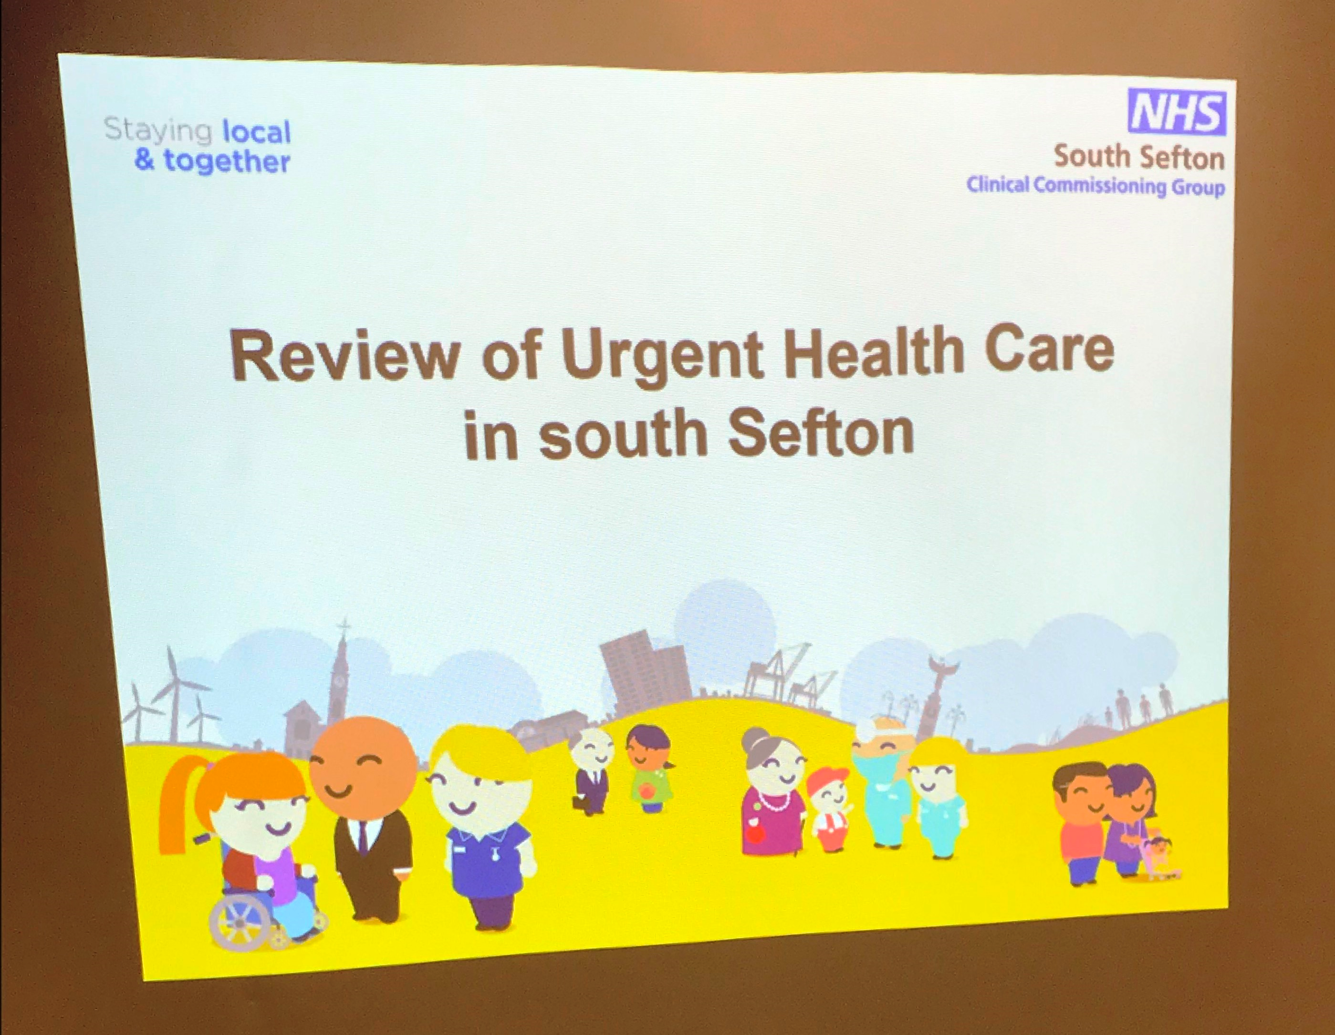 Staying local
& together
NHS
South Sefton
Clinical Commissioning Group
Review of Urgent Health Care
in south Sefton